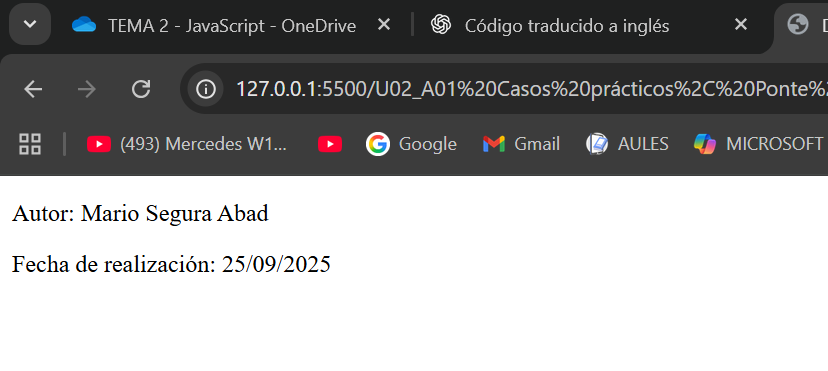 TEMA 2 - JavaScript - OneDrive
Código traducido a inglés
127.0.0.1:5500/U02_A01%20Casos%20prácticos%2C%20Ponte%
(493) Mercedes W1...
Google
Gmail
AULES
MICROSOFT
Autor: Mario Segura Abad
Fecha de realización: 25/09/2025